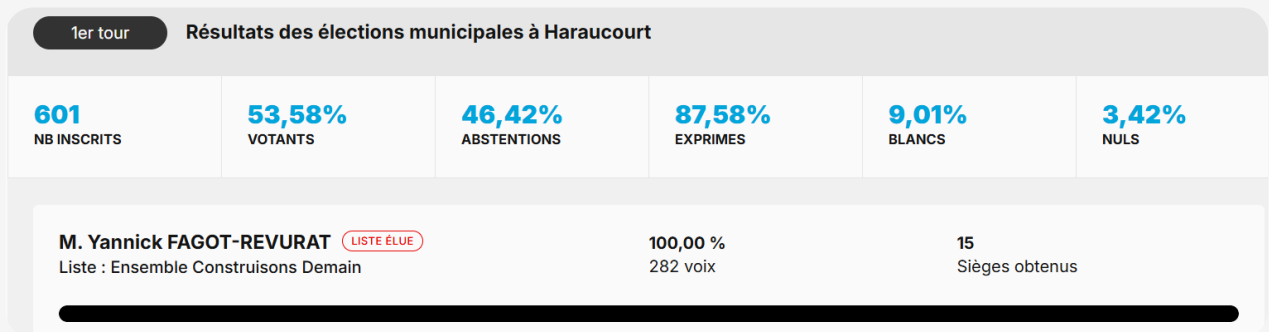 1er tour
Résultats des élections municipales à Haraucourt
601
NB INSCRITS
53,58%
VOTANTS
46,42%
ABSTENTIONS
87,58%
EXPRIMES
9,01%
BLANCS
3,42%
NULS
M. Yannick FAGOT-REVURAT LISTE ÉLUE
Liste : Ensemble Construisons Demain
100,00 %
282 voix
15
Sièges obtenus